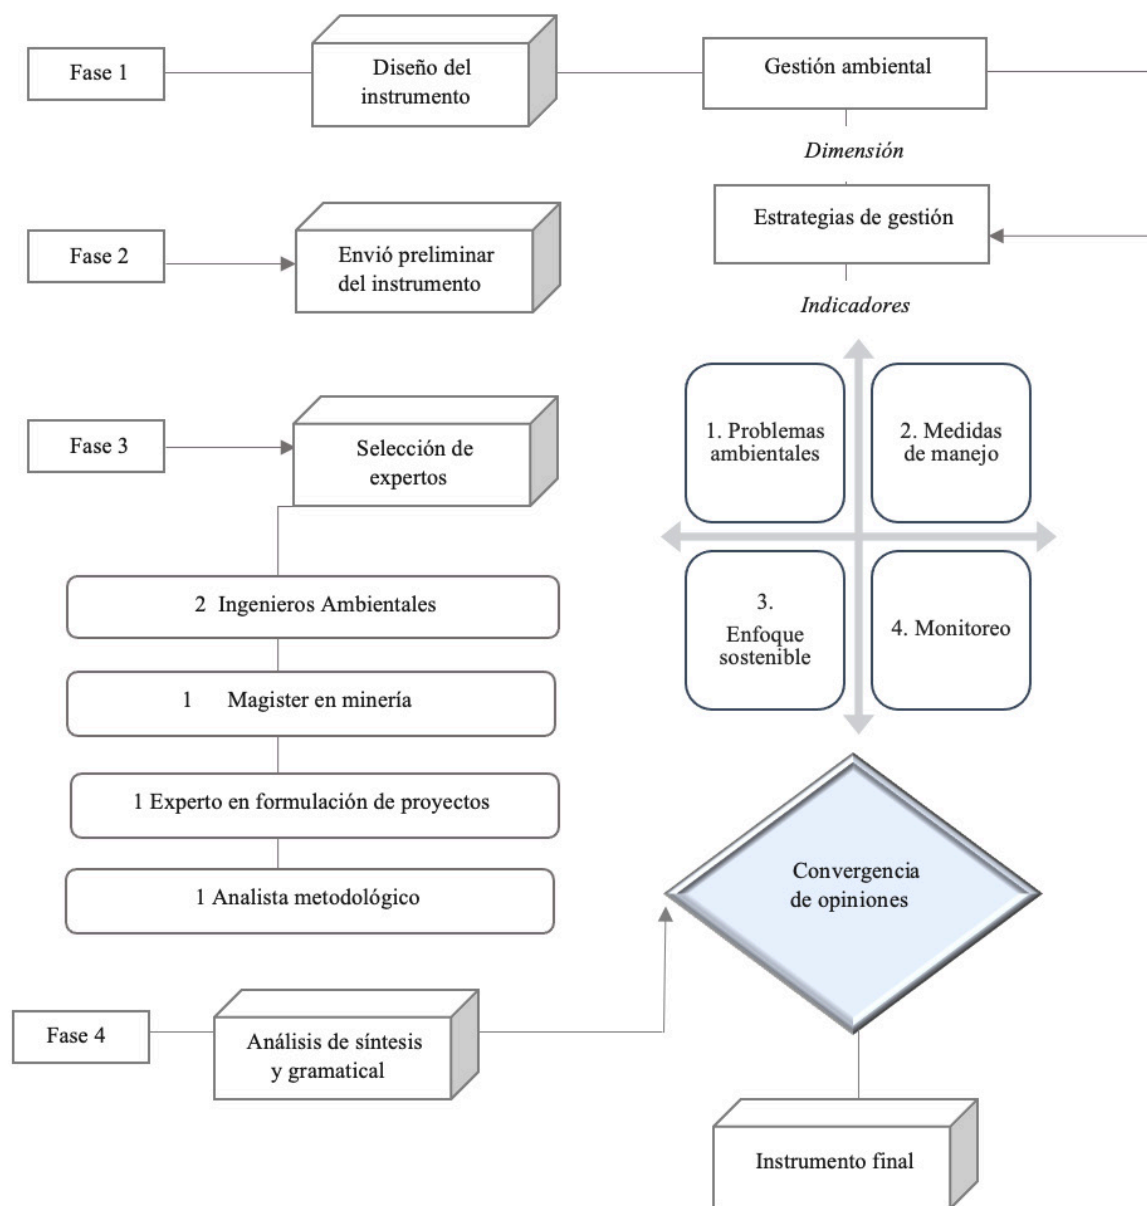 Fase 1
Diseño del
instrumento
Gestión ambiental
Dimensión
Estrategias de gestión
Indicadores
Fase 2
Envió preliminar
del instrumento
Fase 3
Selección de
expertos
1. Problemas
ambientales
2. Medidas
de manejo
3.
Enfoque
sostenible
4. Monitoreo
2 Ingenieros Ambientales
1 Magister en minería
1 Experto en formulación de proyectos
1 Analista metodológico
Convergencia
de opiniones
Fase 4
Análisis de síntesis
y gramatical
Instrumento final